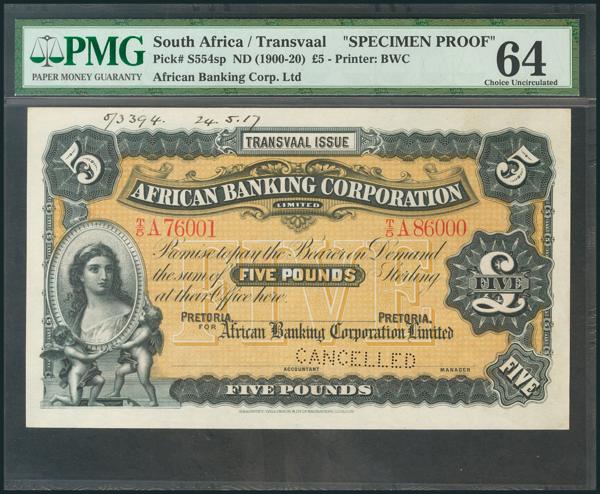 PMG
PAPER MONEY GUARANTY
South Africa / Transvaal "SPECIMEN PROOF"
Pick# S554sp ND (1900-20) £5 - Printer: BWC
African Banking Corp. Ltd
64
Choice Uncirculated
24.5.17
TRANSVAAL ISSUE
5 5
AFRICAN BANKING CORPORATION
LIMITED
T/5 A 76001 T/5 A 86000
FIVE
Promise to pay the Bearer on Demand
the sum of FIVE POUNDS Sterling
at their Office here.
£ FIVE
PRETORIA. PRETORIA.
FOR African Banking Corporation Limited
CANCELLED
ACCOUNTANT MANAGER
FIVE
FIVE POUNDS